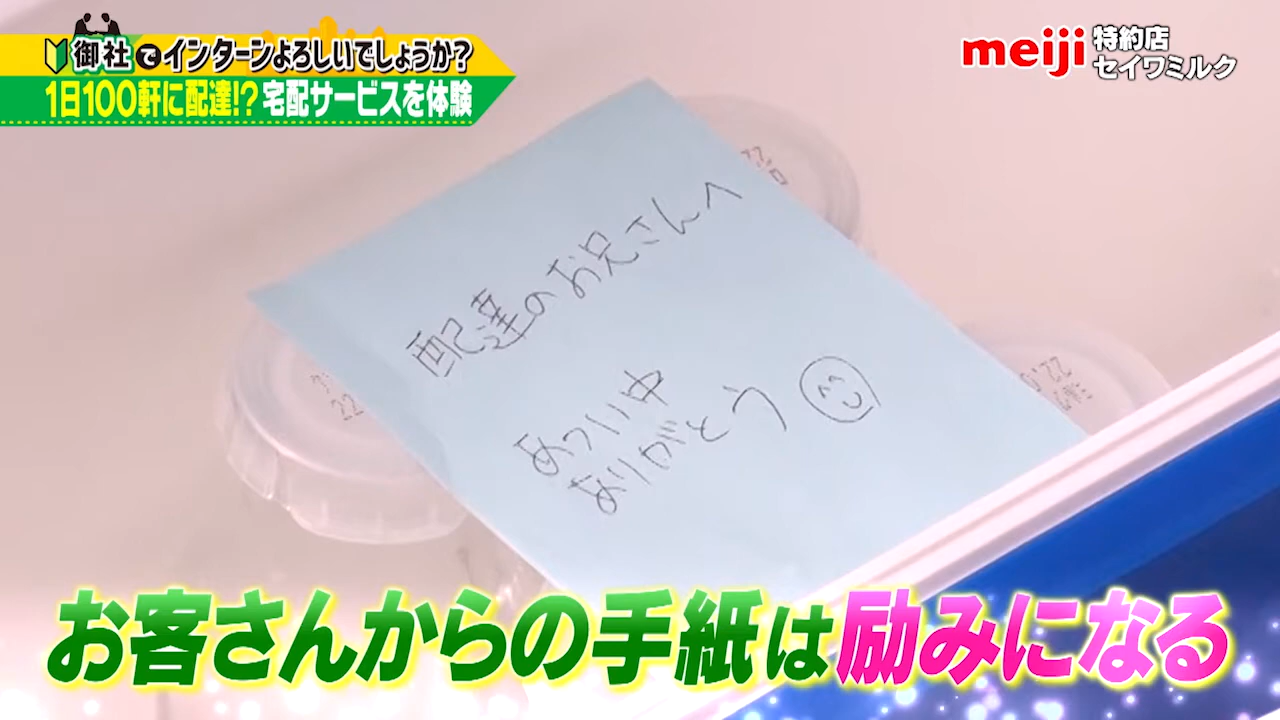 御社でインターンよろしいでしょうか?
1日100軒に配達!?宅配サービスを体験
meiji 特約店
セイワミルク
配達のお兄さんへ
あつい中
ありがとう
お客さんからの手紙は励みになる